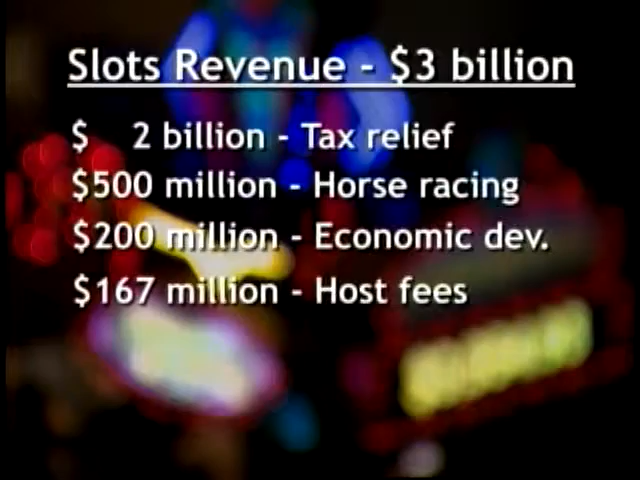 Slots Revenue - $3 billion
$ 2 billion - Tax relief
$500 million - Horse racing
$200 million - Economic dev.
$167 million - Host fees